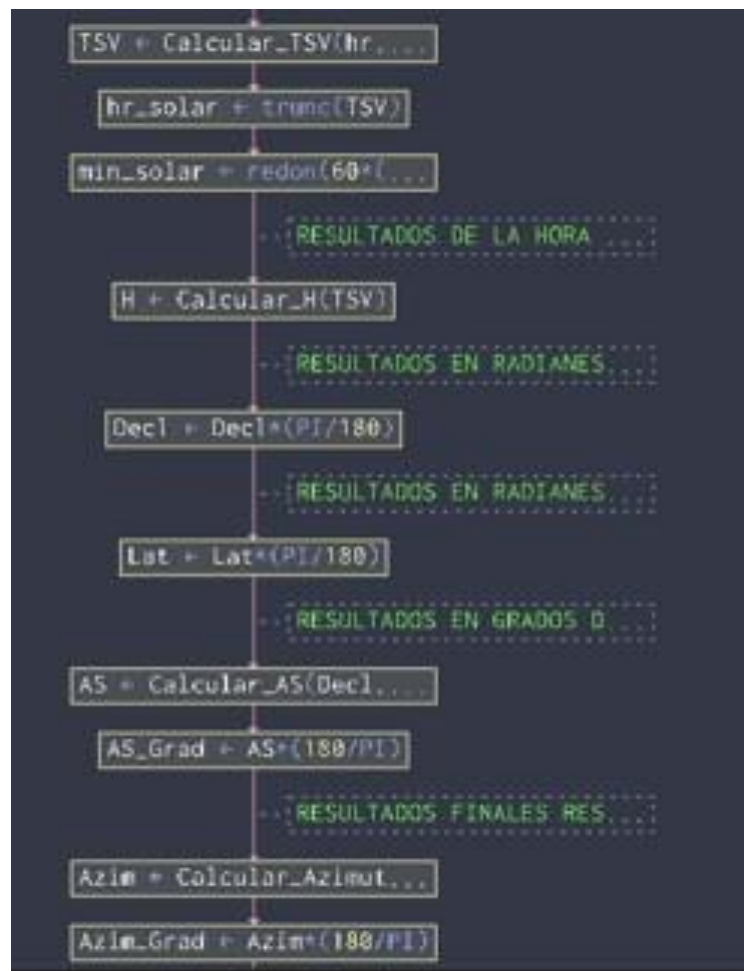 TSV ← Calcular_TSV(hr,...
hr_solar ← trunc(TSV)
min_solar ← redon(60*(...
RESULTADOS DE LA HORA ...
H ← Calcular_H(TSV)
RESULTADOS EN RADIANES...
Decl ← Decl*(PI/180)
RESULTADOS EN RADIANES...
Lat ← Lat*(PI/180)
RESULTADOS EN GRADOS D...
AS ← Calcular_AS(Decl,...
AS_Grad ← AS*(180/PI)
RESULTADOS FINALES RES...
Azim ← Calcular_Azimut...
Azim_Grad ← Azim*(180/PI)